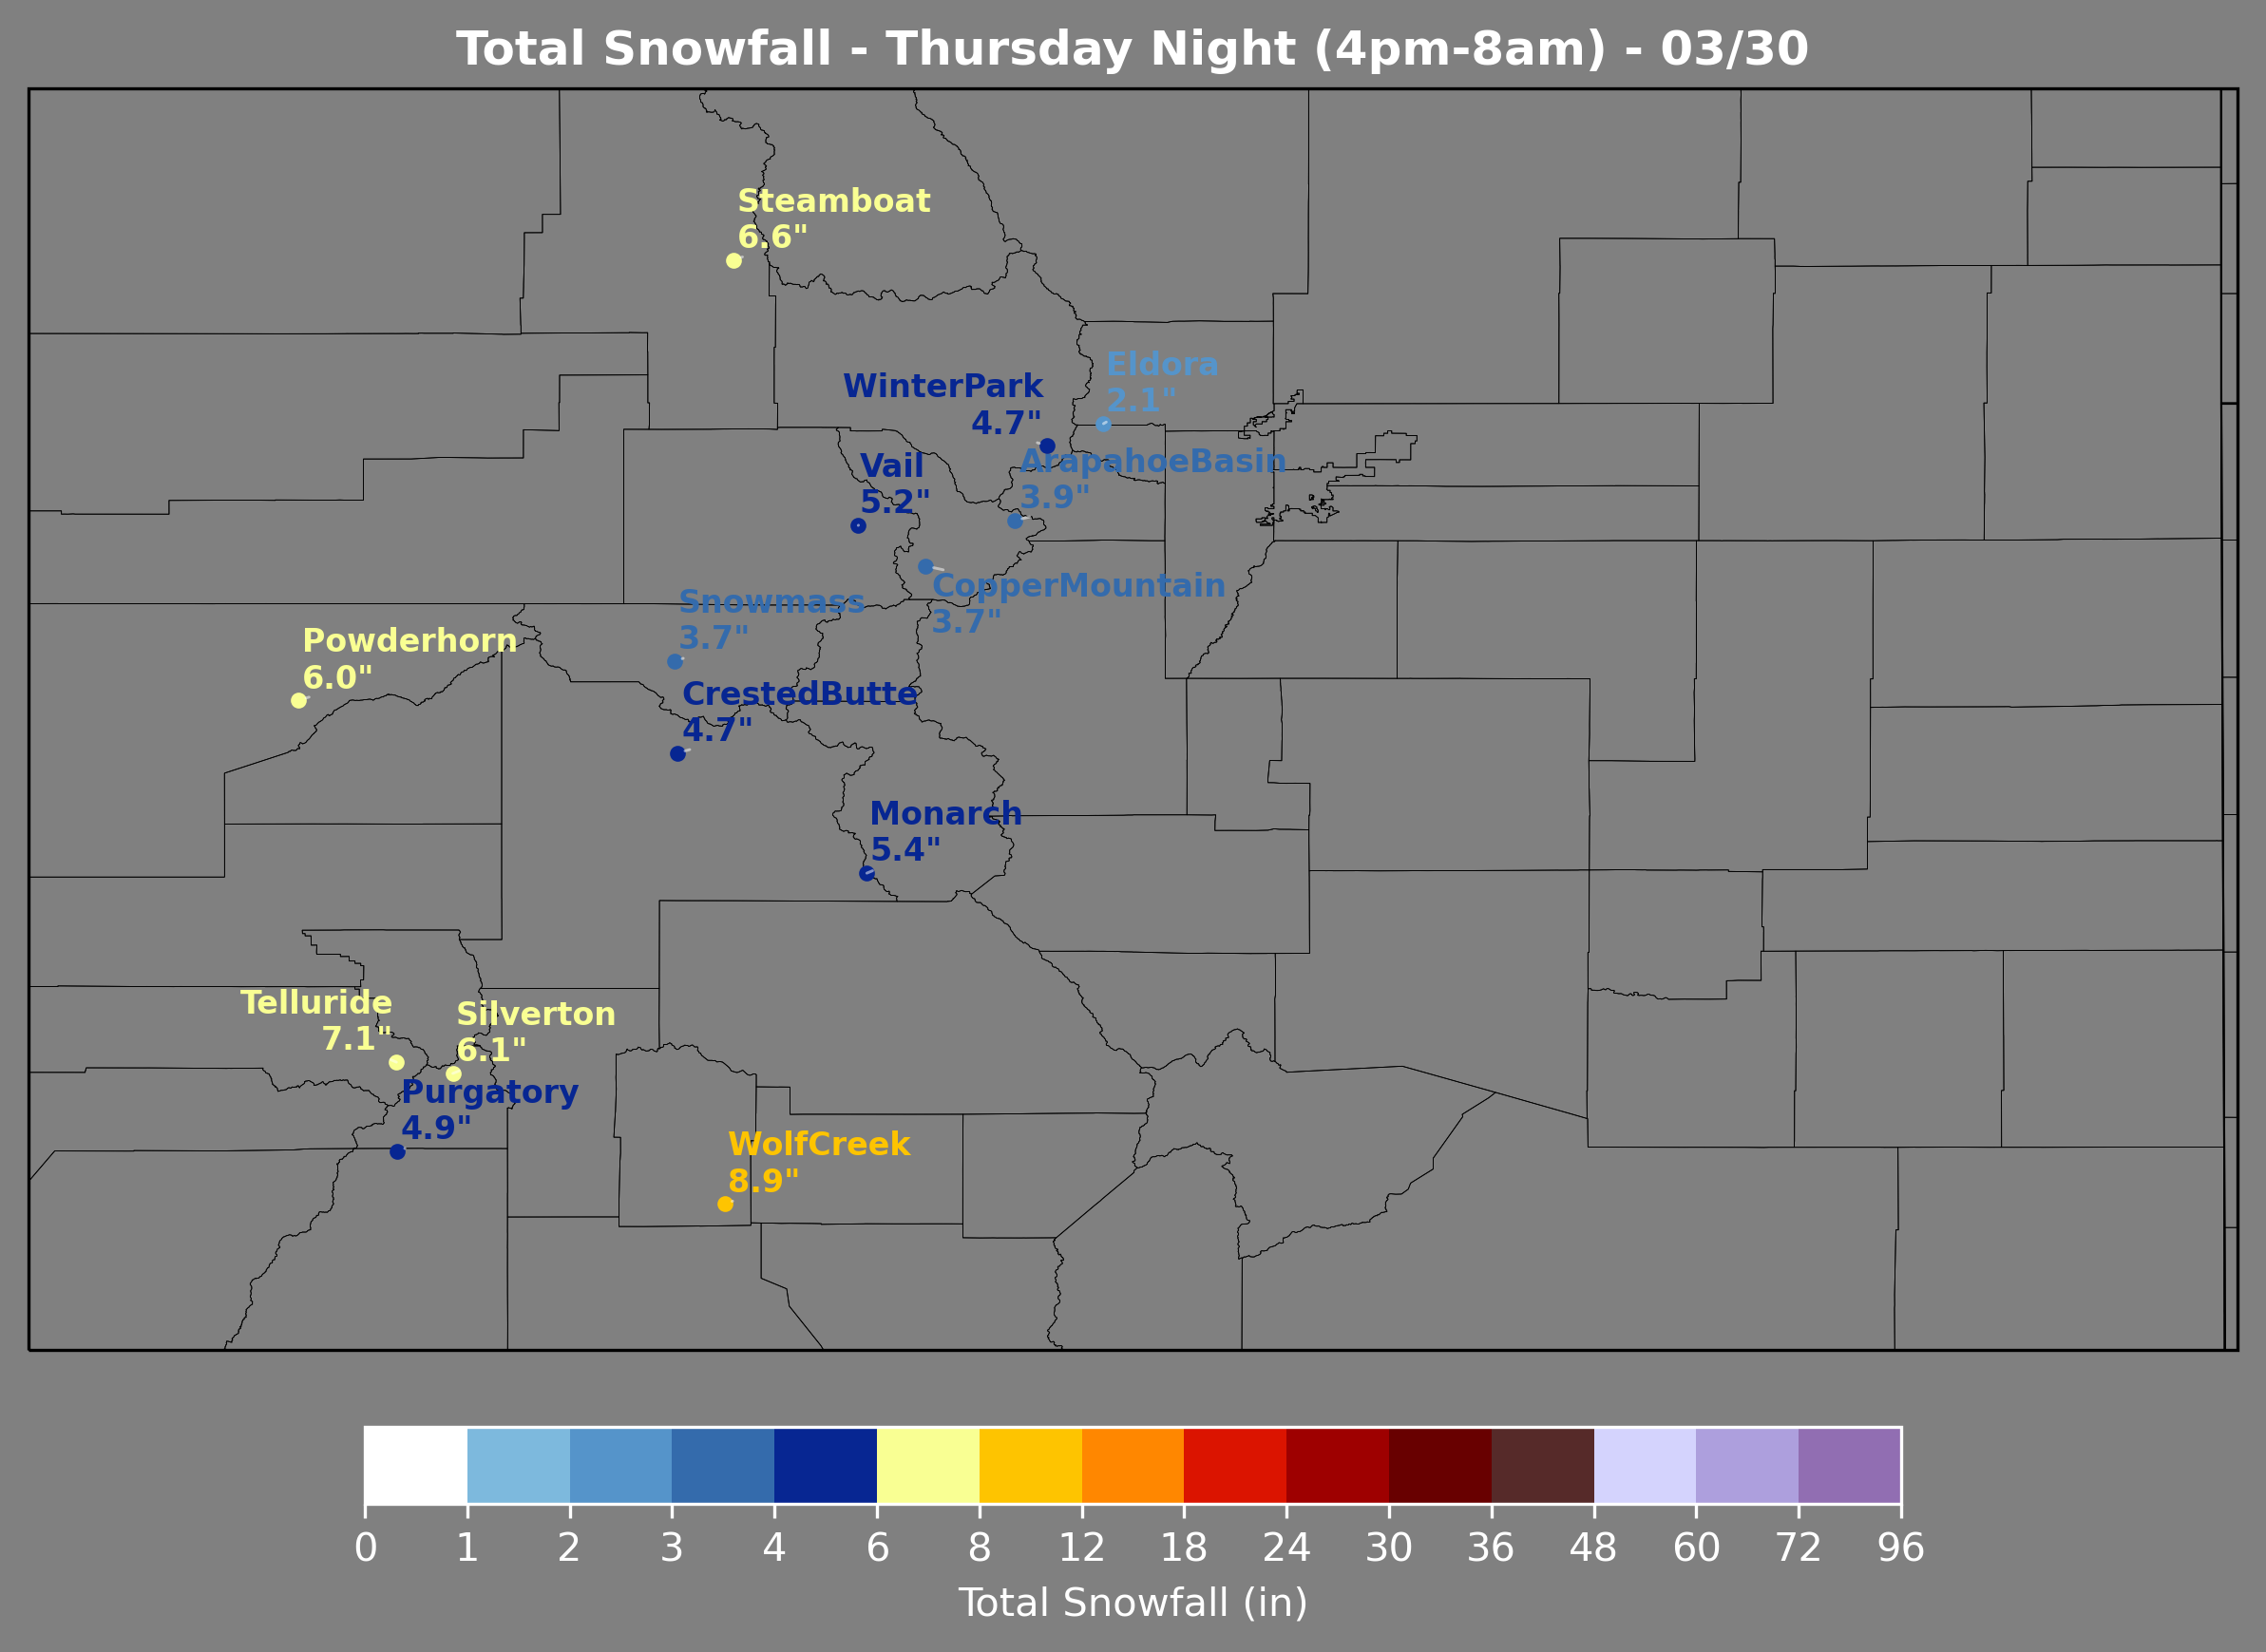 Total Snowfall - Thursday Night (4pm-8am) - 03/30
Steamboat
6.6"
Eldora
2.1"
WinterPark
4.7"
ArapahoeBasin
3.9"
Vail
5.2"
CopperMountain
3.7"
Snowmass
3.7"
Powderhorn
6.0"
CrestedButte
4.7"
Monarch
5.4"
Telluride
7.1"
Silverton
6.1"
Purgatory
4.9"
WolfCreek
8.9"
0 1 2 3 4 6 8 12 18 24 30 36 48 60 72 96
Total Snowfall (in)